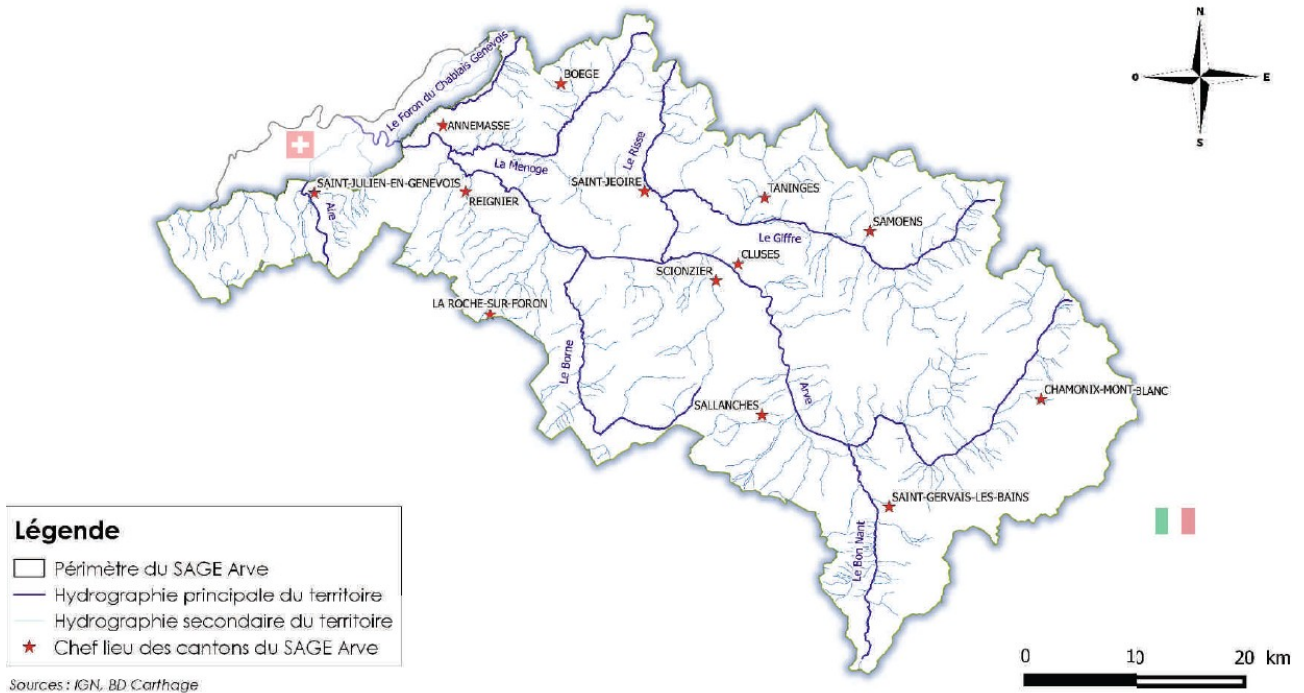 N
O
E
S
Le Foron du Chablais Genevois
BOEGE
ANNEMASSE
La Menoge
Le Risse
SAINT-JULIEN-EN-GENEVOIS
Aire
REIGNIER
SAINT-JEOIRE
TANINGES
SAMOENS
Le Giffre
CLUSES
SCIONZIER
LA ROCHE-SUR-FORON
Le Borne
Arve
SALLANCHES
CHAMONIX-MONT-BLANC
SAINT-GERVAIS-LES-BAINS
Le Bon Nant
Légende
Périmètre du SAGE Arve
Hydrographie principale du territoire
Hydrographie secondaire du territoire
Chef lieu des cantons du SAGE Arve
Sources : IGN, BD Carthage
0 10 20 km